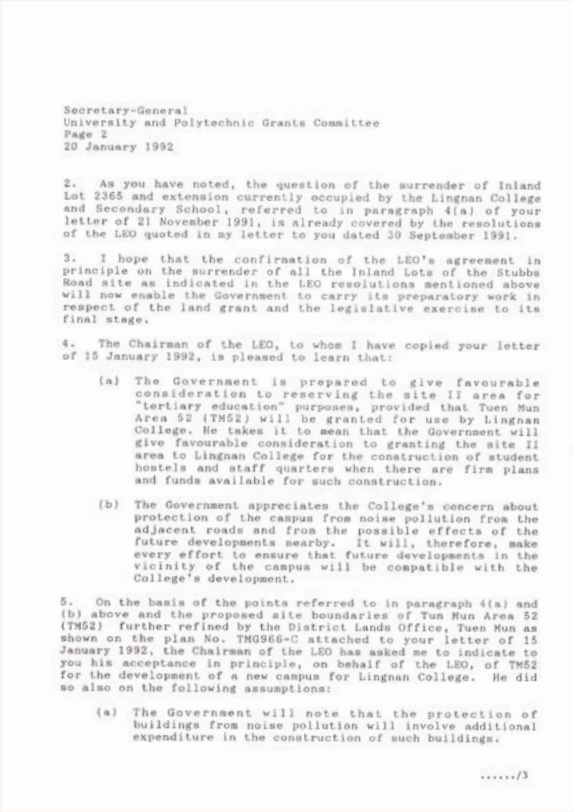 Secretary-General
University and Polytechnic Grants Committee
Page 2
20 January 1992
2. As you have noted, the question of the surrender of Inland
Lot 2365 and extension currently occupied by the Lingnan College
and Secondary School, referred to in paragraph 4(a) of your
letter of 21 November 1991, is already covered by the resolutions
of the LEO quoted in my letter to you dated 30 September 1991.
3. I hope that the confirmation of the LEO's agreement in
principle on the surrender of all the Inland Lots of the Stubbs
Road site as indicated in the LEO resolutions mentioned above
will now enable the Government to carry its preparatory work in
respect of the land grant and the legislative exercise to its
final stage.
4. The Chairman of the LEO, to whom I have copied your letter
of 15 January 1992, is pleased to learn that:
(a) The Government is prepared to give favourable
consideration to reserving the site II area for
"tertiary education" purposes, provided that Tuen Mun
Area 52 (TM52) will be granted for use by Lingnan
College. He takes it to mean that the Government will
give favourable consideration to granting the site II
area to Lingnan College for the construction of student
hostels and staff quarters when there are firm plans
and funds available for such construction.
(b) The Government appreciates the College's concern about
protection of the campus from noise pollution from the
adjacent roads and from the possible effects of the
future developments nearby. It will, therefore, make
every effort to ensure that future developments in the
vicinity of the campus will be compatible with the
College's development.
5. On the basis of the points referred to in paragraph 4(a) and
(b) above and the proposed site boundaries of Tun Mun Area 52
(TM52) further refined by the District Lands Office, Tuen Mun as
shown on the plan No. TMG966-C attached to your letter of 15
January 1992, the Chairman of the LEO has asked me to indicate to
you his acceptance in principle, on behalf of the LEO, of TM52
for the development of a new campus for Lingnan College. He did
so also on the following assumptions:
(a) The Government will note that the protection of
buildings from noise pollution will involve additional
expenditure in the construction of such buildings.
....../3